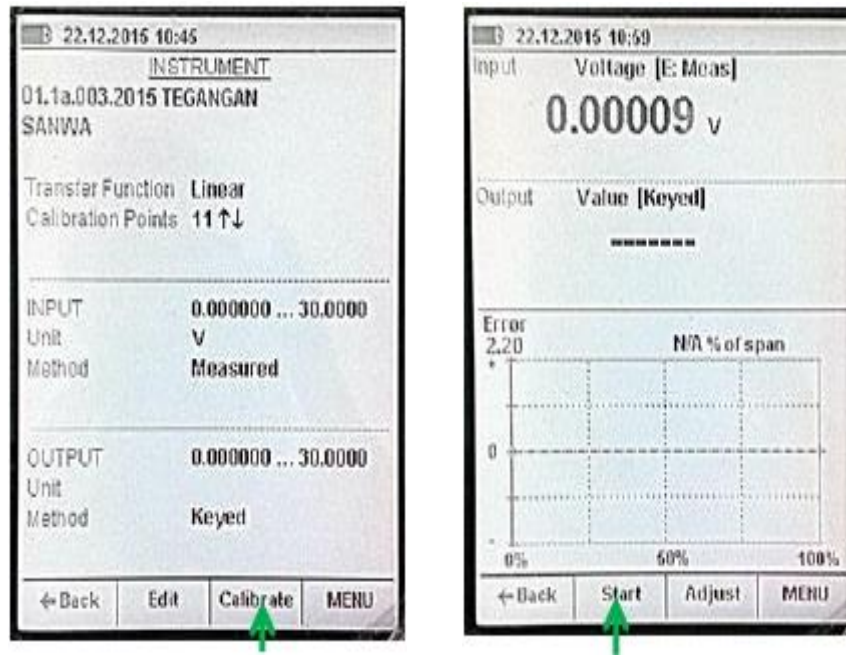 22.12.2015 10:45
INSTRUMENT
01.1a.003.2015 TEGANGAN
SANWA
Transfer Function Linear
Calibration Points 11 ↑↓
INPUT 0.000000 ... 30.0000
Unit V
Method Measured
OUTPUT 0.000000 ... 30.0000
Unit
Method Keyed
←Back Edit Calibrate MENU
22.12.2015 10:59
Input Voltage [E: Meas]
0.00009 V
Output Value [Keyed]
-------
Error
2.20 N/A % of span
+
0
-
0% 50% 100%
←Back Start Adjust MENU